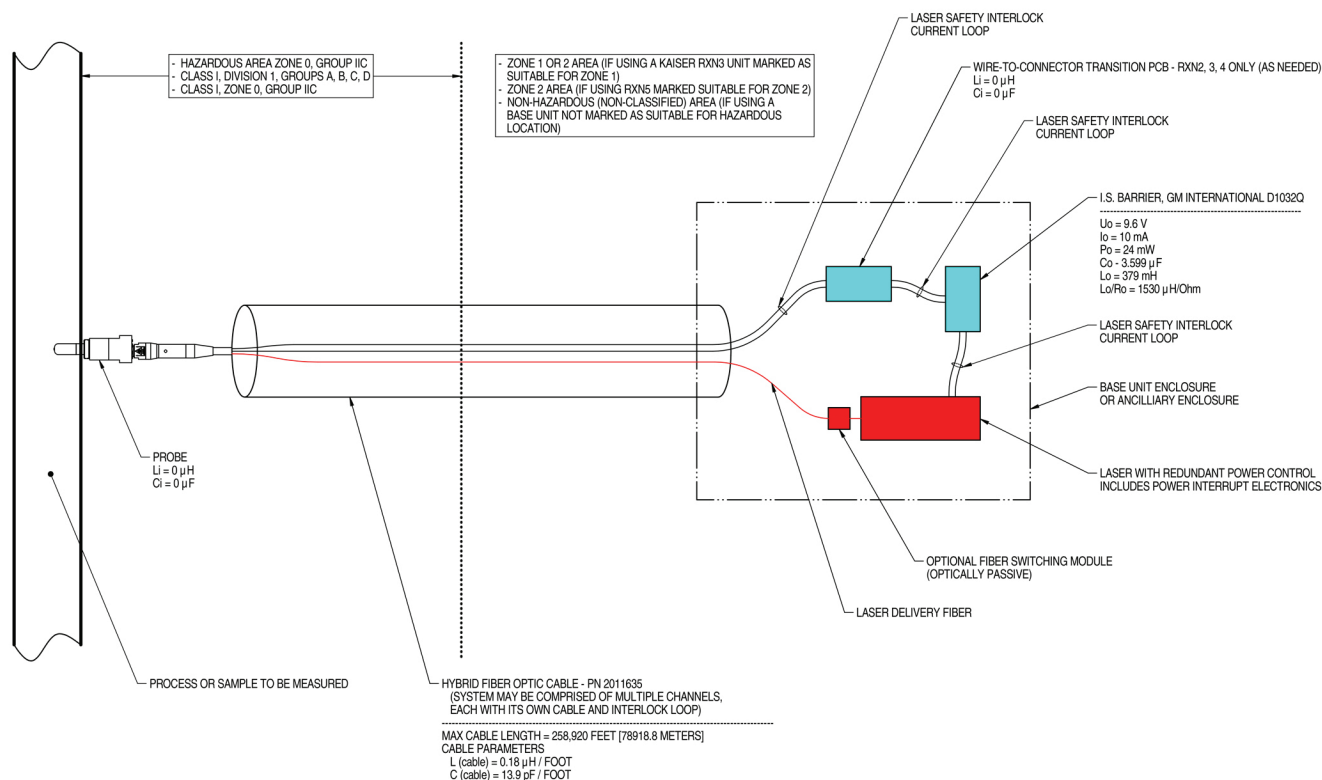 LASER SAFETY INTERLOCK
CURRENT LOOP
- HAZARDOUS AREA ZONE 0, GROUP IIC
- CLASS I, DIVISION 1, GROUPS A, B, C, D
- CLASS I, ZONE 0, GROUP IIC
- ZONE 1 OR 2 AREA (IF USING A KAISER RXN3 UNIT MARKED AS
SUITABLE FOR ZONE 1)
- ZONE 2 AREA (IF USING RXN5 MARKED SUITABLE FOR ZONE 2)
- NON-HAZARDOUS (NON-CLASSIFIED) AREA (IF USING A
BASE UNIT NOT MARKED AS SUITABLE FOR HAZARDOUS
LOCATION)
WIRE-TO-CONNECTOR TRANSITION PCB - RXN2, 3, 4 ONLY (AS NEEDED)
Li = 0 µH
Ci = 0 µF
LASER SAFETY INTERLOCK
CURRENT LOOP
I.S. BARRIER, GM INTERNATIONAL D1032Q
Uo = 9.6 V
Io = 10 mA
Po = 24 mW
Co - 3.599 µF
Lo = 379 mH
Lo/Ro = 1530 µH/Ohm
LASER SAFETY INTERLOCK
CURRENT LOOP
BASE UNIT ENCLOSURE
OR ANCILLIARY ENCLOSURE
PROBE
Li = 0 µH
Ci = 0 µF
LASER WITH REDUNDANT POWER CONTROL
INCLUDES POWER INTERRUPT ELECTRONICS
OPTIONAL FIBER SWITCHING MODULE
(OPTICALLY PASSIVE)
LASER DELIVERY FIBER
PROCESS OR SAMPLE TO BE MEASURED
HYBRID FIBER OPTIC CABLE - PN 2011635
(SYSTEM MAY BE COMPRISED OF MULTIPLE CHANNELS,
EACH WITH ITS OWN CABLE AND INTERLOCK LOOP)
MAX CABLE LENGTH = 258,920 FEET [78918.8 METERS]
CABLE PARAMETERS
L (cable) = 0.18 µH / FOOT
C (cable) = 13.9 pF / FOOT